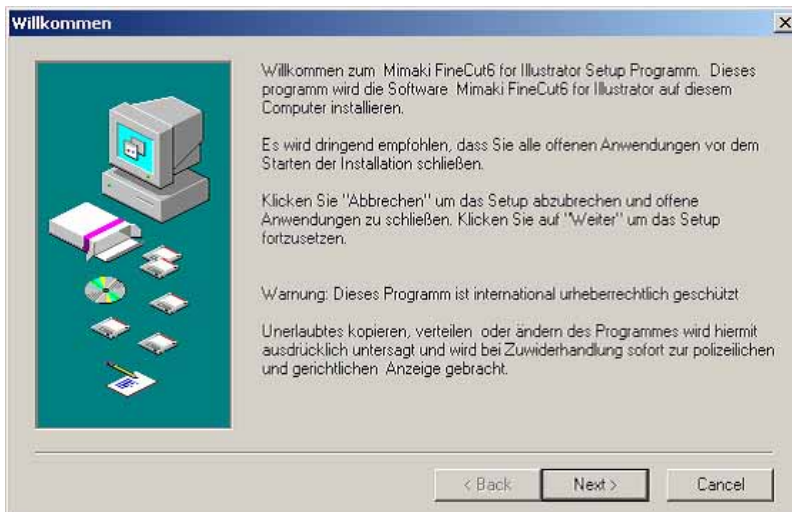 Willkommen
Willkommen zum Mimaki FineCut6 for Illustrator Setup Programm. Dieses
programm wird die Software Mimaki FineCut6 for Illustrator auf diesem
Computer installieren.
Es wird dringend empfohlen, dass Sie alle offenen Anwendungen vor dem
Starten der Installation schließen.
Klicken Sie "Abbrechen" um das Setup abzubrechen und offene
Anwendungen zu schließen. Klicken Sie auf "Weiter" um das Setup
fortzusetzen.
Warnung: Dieses Programm ist international urheberrechtlich geschützt
Unerlaubtes kopieren, verteilen oder ändern des Programmes wird hiermit
ausdrücklich untersagt und wird bei Zuwiderhandlung sofort zur polizeilichen
und gerichtlichen Anzeige gebracht.
< Back Next > Cancel